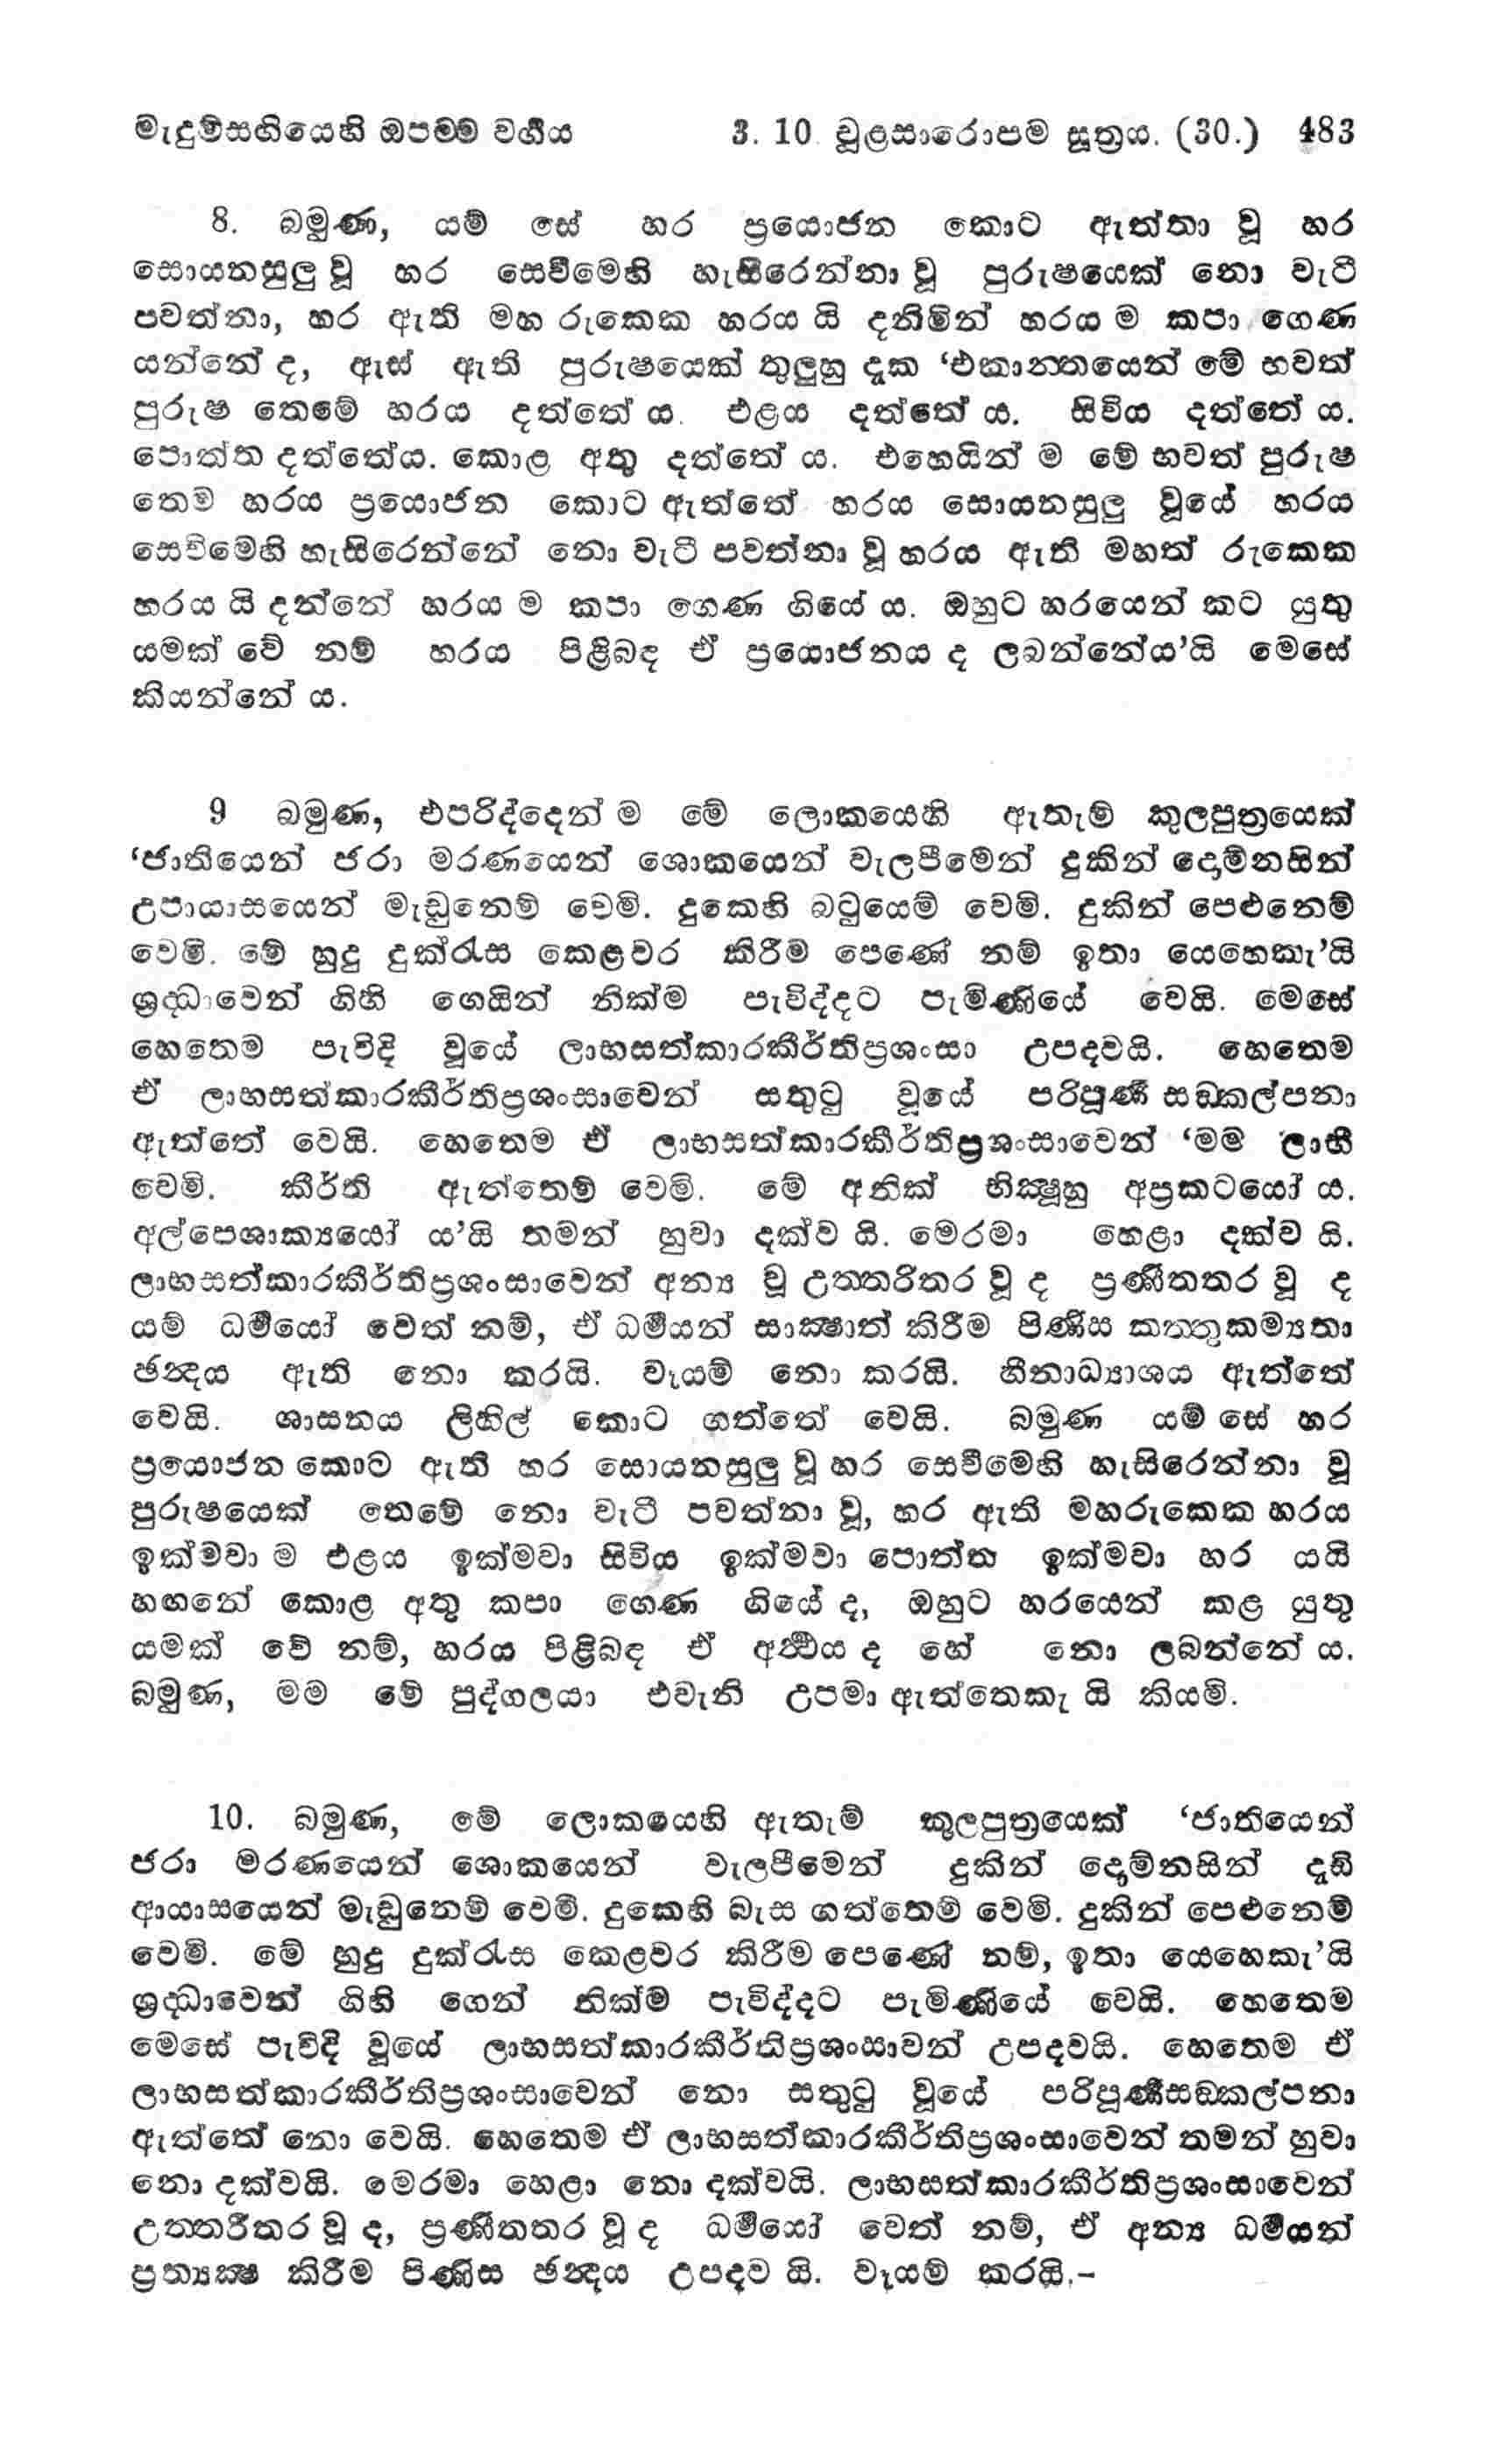 මැදුම්සඟියෙහි ඔපම්ම වර්ගය 3. 10. චූළසාරොපම සූත්‍රය. (30.) 483
8. බමුණ, යම් සේ හර ප්‍රයොජන කොට ඇත්තා වූ හර
සොයනසුලු වූ හර සෙවීමෙහි හැසිරෙන්නා වූ පුරුෂයෙක් නො වැටී
පවත්නා, හර ඇති මහ රුකෙක හරය යි දනිමින් හරය ම කපා ගෙණ
යන්නේ ද, ඇස් ඇති පුරුෂයෙක් තුලුහු දැක ‘එකාන්තයෙන් මේ භවත්
පුරුෂ තෙමේ හරය දත්තේ ය. එළය දත්තේ ය. සිවිය දත්තේ ය.
පොත්ත දත්තේය. කොළ අතු දත්තේ ය. එහෙයින් ම මේ භවත් පුරුෂ
තෙම හරය ප්‍රයොජන කොට ඇත්තේ හරය සොයනසුලු වූයේ හරය
සෙවීමෙහි හැසිරෙන්නේ නො වැටී පවත්නා වූ හරය ඇති මහත් රුකෙක
හරය යි දන්නේ හරය ම කපා ගෙණ ගියේ ය. ඔහුට හරයෙන් කට යුතු
යමක් වේ නම් හරය පිළිබඳ ඒ ප්‍රයොජනය ද ලබන්නේය’යි මෙසේ
කියන්නේ ය.
9 බමුණ, එපරිද්දෙන් ම මේ ලොකයෙහි ඇතැම් කුලපුත්‍රයෙක්
‘ජාතියෙන් ජරා මරණයෙන් ශොකයෙන් වැලපීමෙන් දුකින් දොම්නසින්
උපායාසයෙන් මැඩුනෙම් වෙමි. දුකෙහි බටුයෙම් වෙමි. දුකින් පෙළුනෙම්
වෙමි. මේ හුදු දුක්රැස කෙළවර කිරීම පෙණේ නම් ඉතා යෙහෙකැ’යි
ශ්‍රද්ධාවෙන් ගිහි ගෙයින් නික්ම පැවිද්දට පැමිණියේ වෙයි. මෙසේ
හෙතෙම පැවිදි වූයේ ලාභසත්කාරකීර්තිප්‍රශංසා උපදවයි. හෙතෙම
ඒ ලාභසත්කාරකීර්තිප්‍රශංසාවෙන් සතුටු වූයේ පරිපූර්ණ සඞ්කල්පනා
ඇත්තේ වෙයි. හෙතෙම ඒ ලාභසත්කාරකීර්තිප්‍රශංසාවෙන් ‘මම ලාභී
වෙමි. කීර්ති ඇත්තෙම් වෙමි. මේ අනික් භික්ෂූහු අප්‍රකටයෝ ය.
අල්පෙශාක්‍යයෝ ය’යි තමන් හුවා දක්ව යි. මෙරමා හෙළා දක්ව යි.
ලාභසත්කාරකීර්තිප්‍රශංසාවෙන් අන්‍ය වූ උත්තරිතර වූ ද ප්‍රණීතතර වූ ද
යම් ධර්මයෝ වෙත් නම්, ඒ ධර්මයන් සාක්ෂාත් කිරීම පිණිස කත්තුකම්‍යතා
ඡන්දය ඇති නො කරයි. වෑයම් නො කරයි. හීනාධ්‍යාශය ඇත්තේ
වෙයි. ශාසනය ලිහිල් කොට ගත්තේ වෙයි. බමුණ යම් සේ හර
ප්‍රයොජන කොට ඇති හර සොයනසුලු වූ හර සෙවීමෙහි හැසිරෙන්නා වූ
පුරුෂයෙක් තෙමේ නො වැටී පවත්නා වූ, හර ඇති මහරුකෙක හරය
ඉක්මවා ම එළය ඉක්මවා සිවිය ඉක්මවා පොත්ත ඉක්මවා හර යයි
හඟනේ කොළ අතු කපා ගෙණ ගියේ ද, ඔහුට හරයෙන් කළ යුතු
යමක් වේ නම්, හරය පිළිබඳ ඒ අර්ත්‍ථය ද හේ නො ලබන්නේ ය.
බමුණ, මම මේ පුද්ගලයා එවැනි උපමා ඇත්තෙකැ යි කියමි.
10. බමුණ, මේ ලොකයෙහි ඇතැම් කුලපුත්‍රයෙක් ‘ජාතියෙන්
ජරා මරණයෙන් ශොකයෙන් වැලපීමෙන් දුකින් දොම්නසින් දැඩි
ආයාසයෙන් මැඩුනෙම් වෙමි. දුකෙහි බැස ගත්තෙම් වෙමි. දුකින් පෙළුනෙම්
වෙමි. මේ හුදු දුක්රැස කෙළවර කිරීම පෙණේ නම්, ඉතා යෙහෙකැ’යි
ශ්‍රද්ධාවෙන් ගිහි ගෙන් නික්ම පැවිද්දට පැමිණියේ වෙයි. හෙතෙම
මෙසේ පැවිදි වූයේ ලාභසත්කාරකීර්තිප්‍රශංසාවන් උපදවයි. හෙතෙම ඒ
ලාභසත්කාරකීර්තිප්‍රශංසාවෙන් නො සතුටු වූයේ පරිපූර්ණසඞ්කල්පනා
ඇත්තේ නො වෙයි. හෙතෙම ඒ ලාභසත්කාරකීර්තිප්‍රශංසාවෙන් තමන් හුවා
නො දක්වයි. මෙරමා හෙළා නො දක්වයි. ලාභසත්කාරකීර්තිප්‍රශංසාවෙන්
උත්තරීතර වූ ද, ප්‍රණීතතර වූ ද ධර්මයෝ වෙත් නම්, ඒ අන්‍ය ධර්මයන්
ප්‍රත්‍යක්ෂ කිරීම පිණිස ඡන්දය උපදව යි. වෑයම් කරයි.-